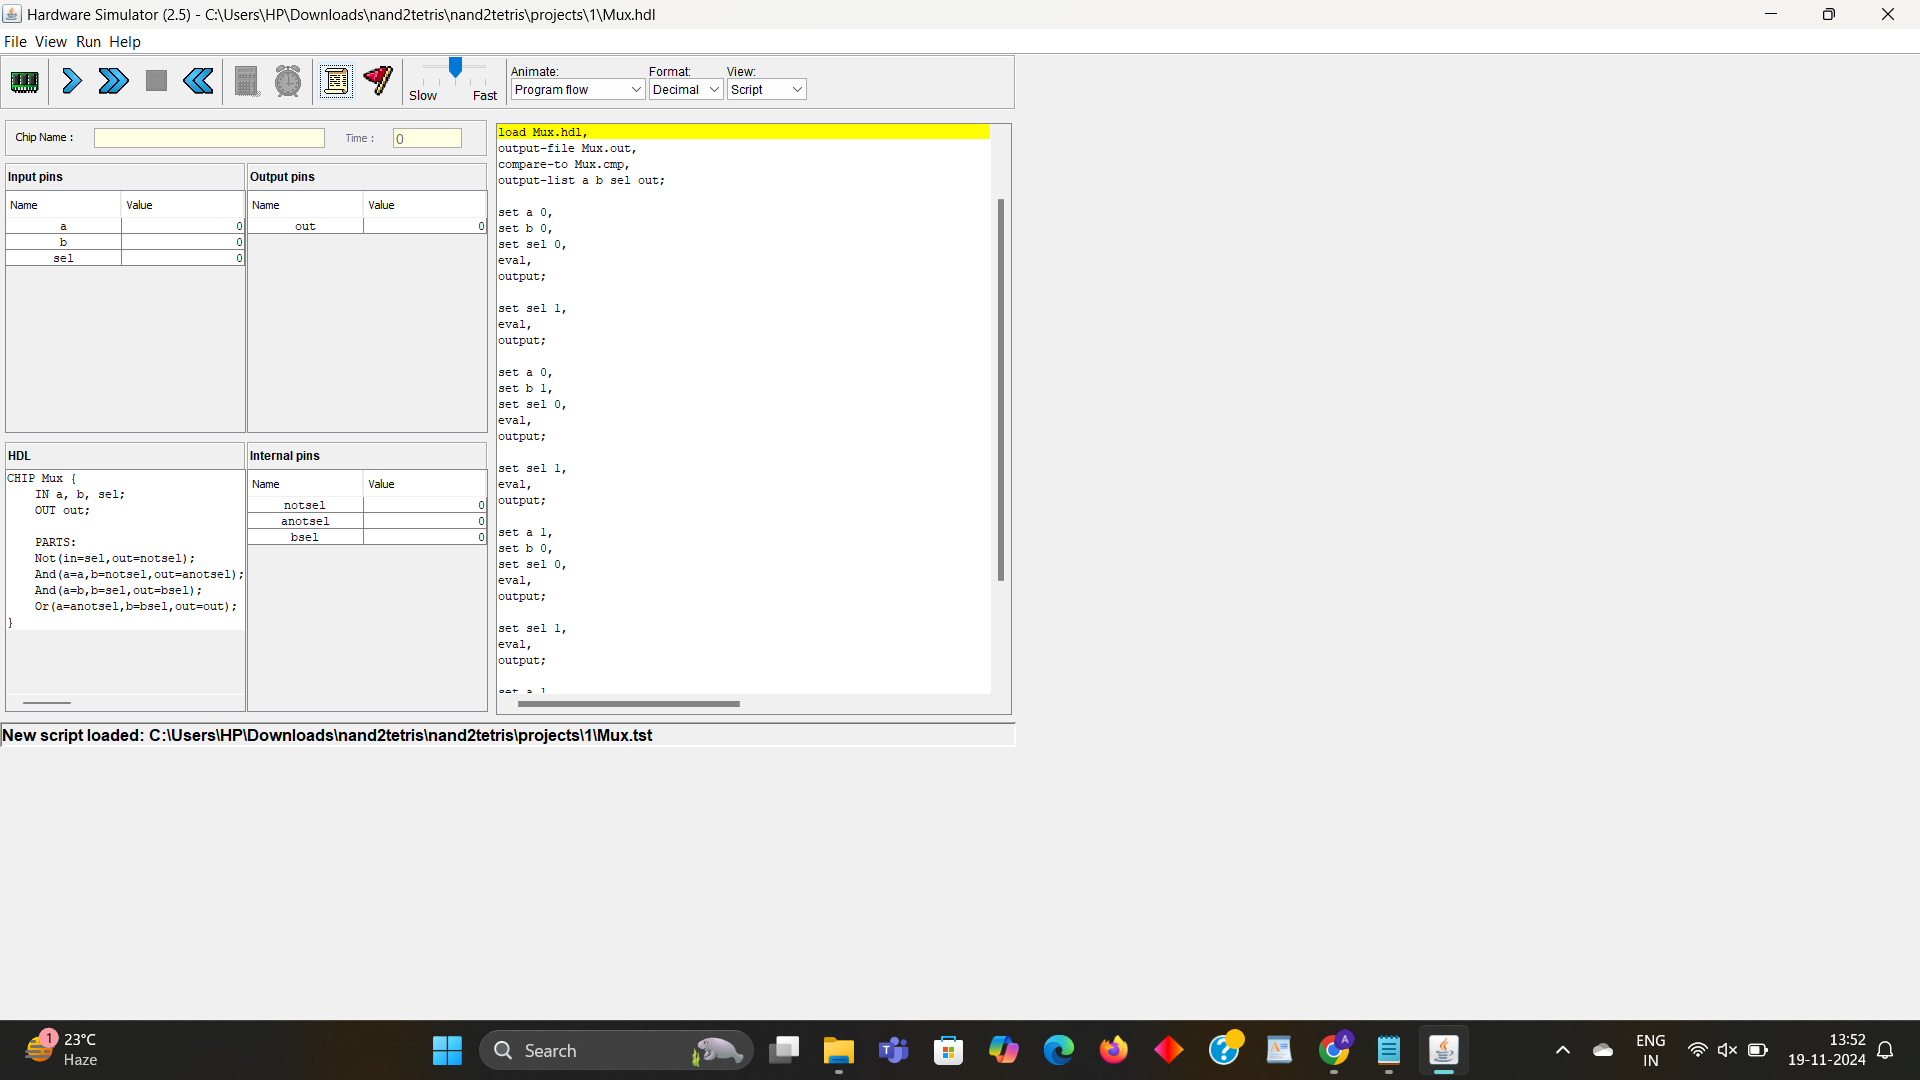 Hardware Simulator (2.5) - C:\Users\HP\Downloads\nand2tetris\nand2tetris\projects\1\Mux.hdl
File View Run Help
Slow Fast
Animate:
Program flow
Format:
Decimal
View:
Script
Chip Name :
Time :
0
Input pins
Name Value
a 0
b 0
sel 0
Output pins
Name Value
out 0
HDL
CHIP Mux {
IN a, b, sel;
OUT out;
PARTS:
Not(in=sel,out=notsel);
And(a=a,b=notsel,out=anotsel);
And(a=b,b=sel,out=bsel);
Or(a=anotsel,b=bsel,out=out);
}
Internal pins
Name Value
notsel 0
anotsel 0
bsel 0
load Mux.hdl,
output-file Mux.out,
compare-to Mux.cmp,
output-list a b sel out;
set a 0,
set b 0,
set sel 0,
eval,
output;
set sel 1,
eval,
output;
set a 0,
set b 1,
set sel 0,
eval,
output;
set sel 1,
eval,
output;
set a 1,
set b 0,
set sel 0,
eval,
output;
set sel 1,
eval,
output;
set a 1
New script loaded: C:\Users\HP\Downloads\nand2tetris\nand2tetris\projects\1\Mux.tst
1
23°C
Haze
Search
A
ENG
IN
13:52
19-11-2024